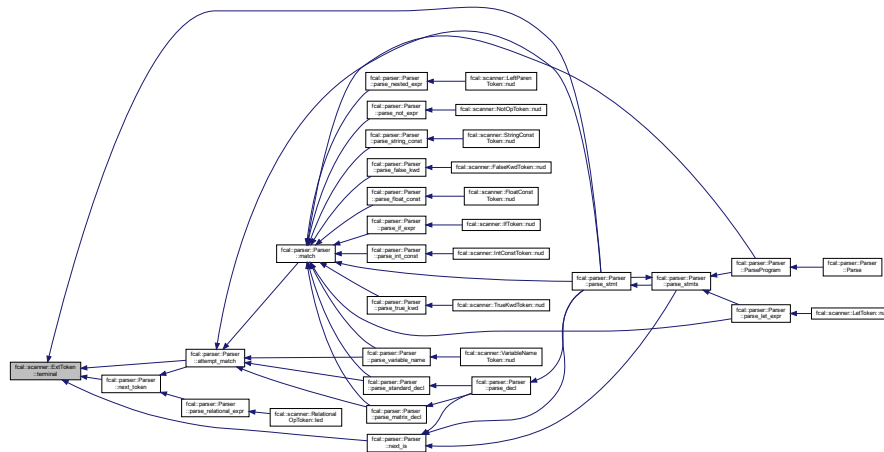 fcal::parser::Parser
::parse_nested_expr
fcal::scanner::LeftParen
Token::nud
fcal::parser::Parser
::parse_not_expr
fcal::scanner::NotOpToken::nud
fcal::parser::Parser
::parse_string_const
fcal::scanner::StringConst
Token::nud
fcal::parser::Parser
::parse_false_kwd
fcal::scanner::FalseKwdToken::nud
fcal::parser::Parser
::parse_float_const
fcal::scanner::FloatConst
Token::nud
fcal::parser::Parser
::parse_if_expr
fcal::scanner::IfToken::nud
fcal::parser::Parser
::match
fcal::parser::Parser
::parse_int_const
fcal::scanner::IntConstToken::nud
fcal::parser::Parser
::ParseProgram
fcal::parser::Parser::
Parse
fcal::parser::Parser
::parse_stmt
fcal::parser::Parser
::parse_stmts
fcal::parser::Parser
::parse_true_kwd
fcal::scanner::TrueKwdToken::nud
fcal::parser::Parser
::parse_let_expr
fcal::scanner::LetToken::nud
fcal::parser::Parser
::attempt_match
fcal::parser::Parser
::parse_variable_name
fcal::scanner::VariableName
Token::nud
fcal::scanner::ExtToken
::terminal
fcal::parser::Parser
::next_token
fcal::parser::Parser
::parse_standard_decl
fcal::parser::Parser
::parse_decl
fcal::parser::Parser
::parse_relational_expr
fcal::scanner::Relational
OpToken::led
fcal::parser::Parser
::parse_matrix_decl
fcal::parser::Parser
::next_is